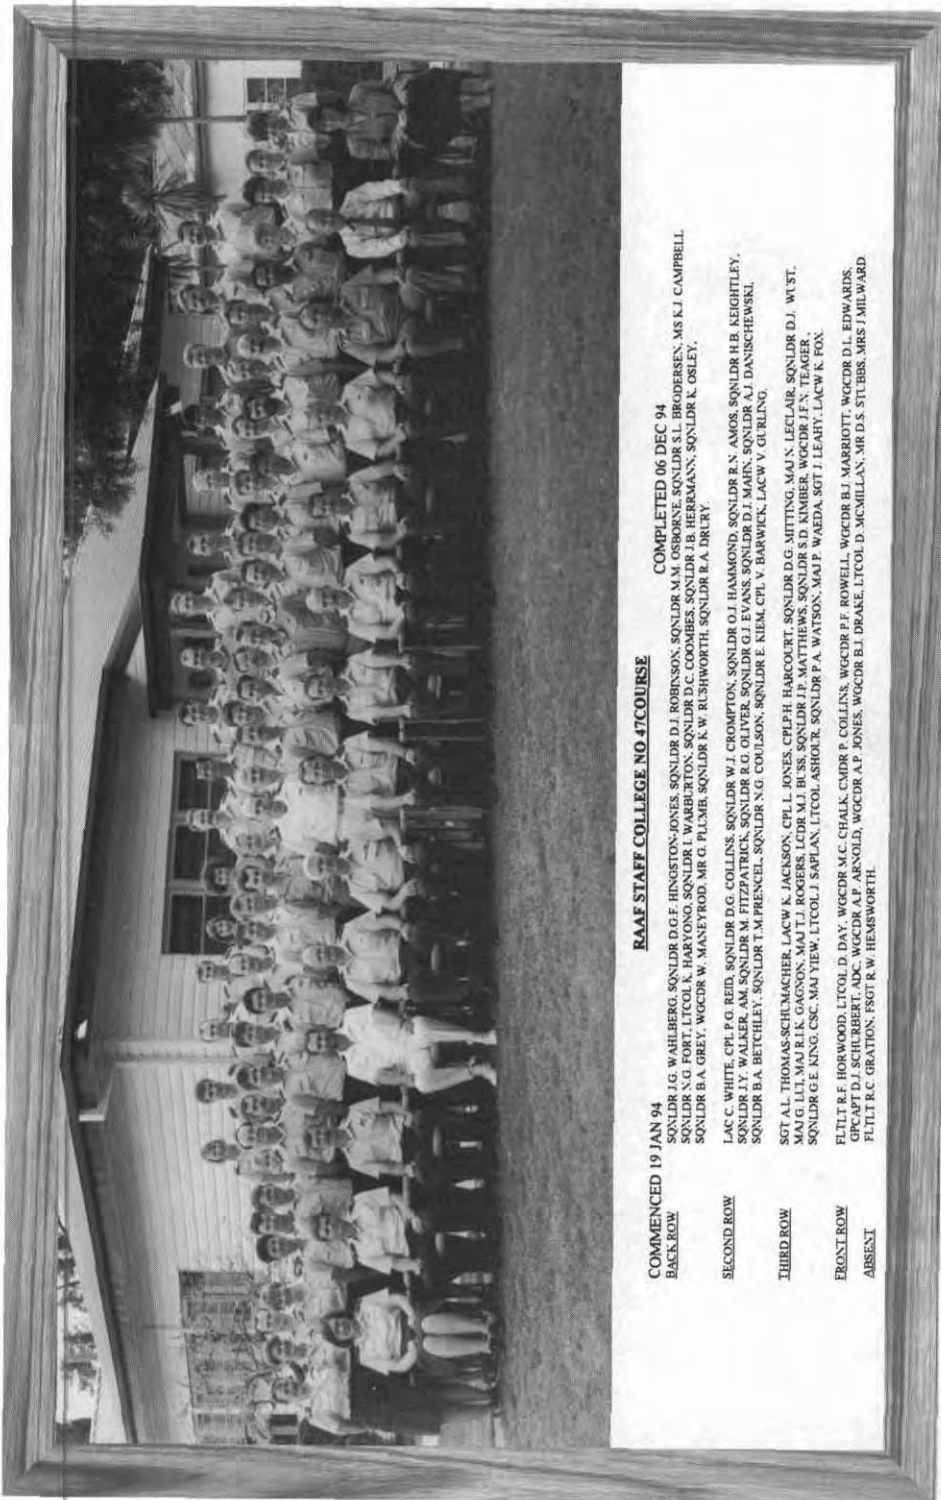 RAAF STAFF COLLEGE NO 47COURSE
COMMENCED 19 JAN 94 COMPLETED 06 DEC 94
BACK ROW SQNLDR J.G. WAHLBERG, SQNLDR D.G.F. HINGSTON-JONES, SQNLDR D.J. ROBINSON, SQNLDR M.M. OSBORNE, SQNLDR S.L. BRODERSEN, MS K.J. CAMPBELL
SQNLDR N.G. FORT, LTCOL K. HARYONO, SQNLDR I. WARBURTON, SQNLDR D.C. COOMBES, SQNLDR J.B. HERRMANN, SQNLDR K. OSLEY,
SQNLDR B.A. GREY, WGCDR W. MANEYROD, MR G. PLUMB, SQNLDR K.W. RUSHWORTH, SQNLDR R.A. DRURY.
SECOND ROW LAC C. WHITE, CPL P.G. REID, SQNLDR D.G. COLLINS, SQNLDR W.J. CROMPTON, SQNLDR O.J. HAMMOND, SQNLDR R.N. AMOS, SQNLDR H.B. KEIGHTLEY,
SQNLDR J.Y. WALKER, AM, SQNLDR M. FITZPATRICK, SQNLDR R.G. OLIVER, SQNLDR G.J. EVANS, SQNLDR D.J. MAHN, SQNLDR A.J. DANISCHEWSKI,
SQNLDR B.A. BETCHLEY, SQNLDR T.M.PRENCEL, SQNLDR N.G. COULSON, SQNLDR E. KIEM, CPL V. BARWICK, LACW V. GURLING.
THIRD ROW SGT A.L. THOMAS-SCHUMACHER, LACW K. JACKSON, CPL L. JONES, CPL P.H. HARCOURT, SQNLDR D.G. MITTING, MAJ N. LECLAIR, SQNLDR D.J. WUST.
MAJ G. LUI, MAJ R.I.K. GAGNON, MAJ T.J. ROGERS, LCDR M.J. BUSS, SQNLDR J.P. MATTHEWS, SQNLDR S.D. KIMBER, WGCDR J.F.N. TEAGER,
SQNLDR G.E. KING, CSC, MAJ YIEW, LTCOL J. SAPLAN, LTCOL ASHOUR, SQNLDR P.A. WATSON, MAJ P. WAEDA, SGT J. LEAHY, LACW K. FOX.
FRONT ROW FLTLT R.F. HORWOOD, LTCOL D. DAY, WGCDR M.C. CHALK, CMDR P. COLLINS, WGCDR P.F. ROWELL, WGCDR B.J. MARRIOTT, WGCDR D.L. EDWARDS,
GPCAPT D.J. SCHUBERT, ADC, WGCDR A.P. ARNOLD, WGCDR A.P. JONES, WGCDR B.J. DRAKE, LTCOL D. MCMILLAN, MR D.S. STUBBS, MRS J MILWARD.
ABSENT FLTLT R.C. GRATION, FSGT R.W. HEMSWORTH.